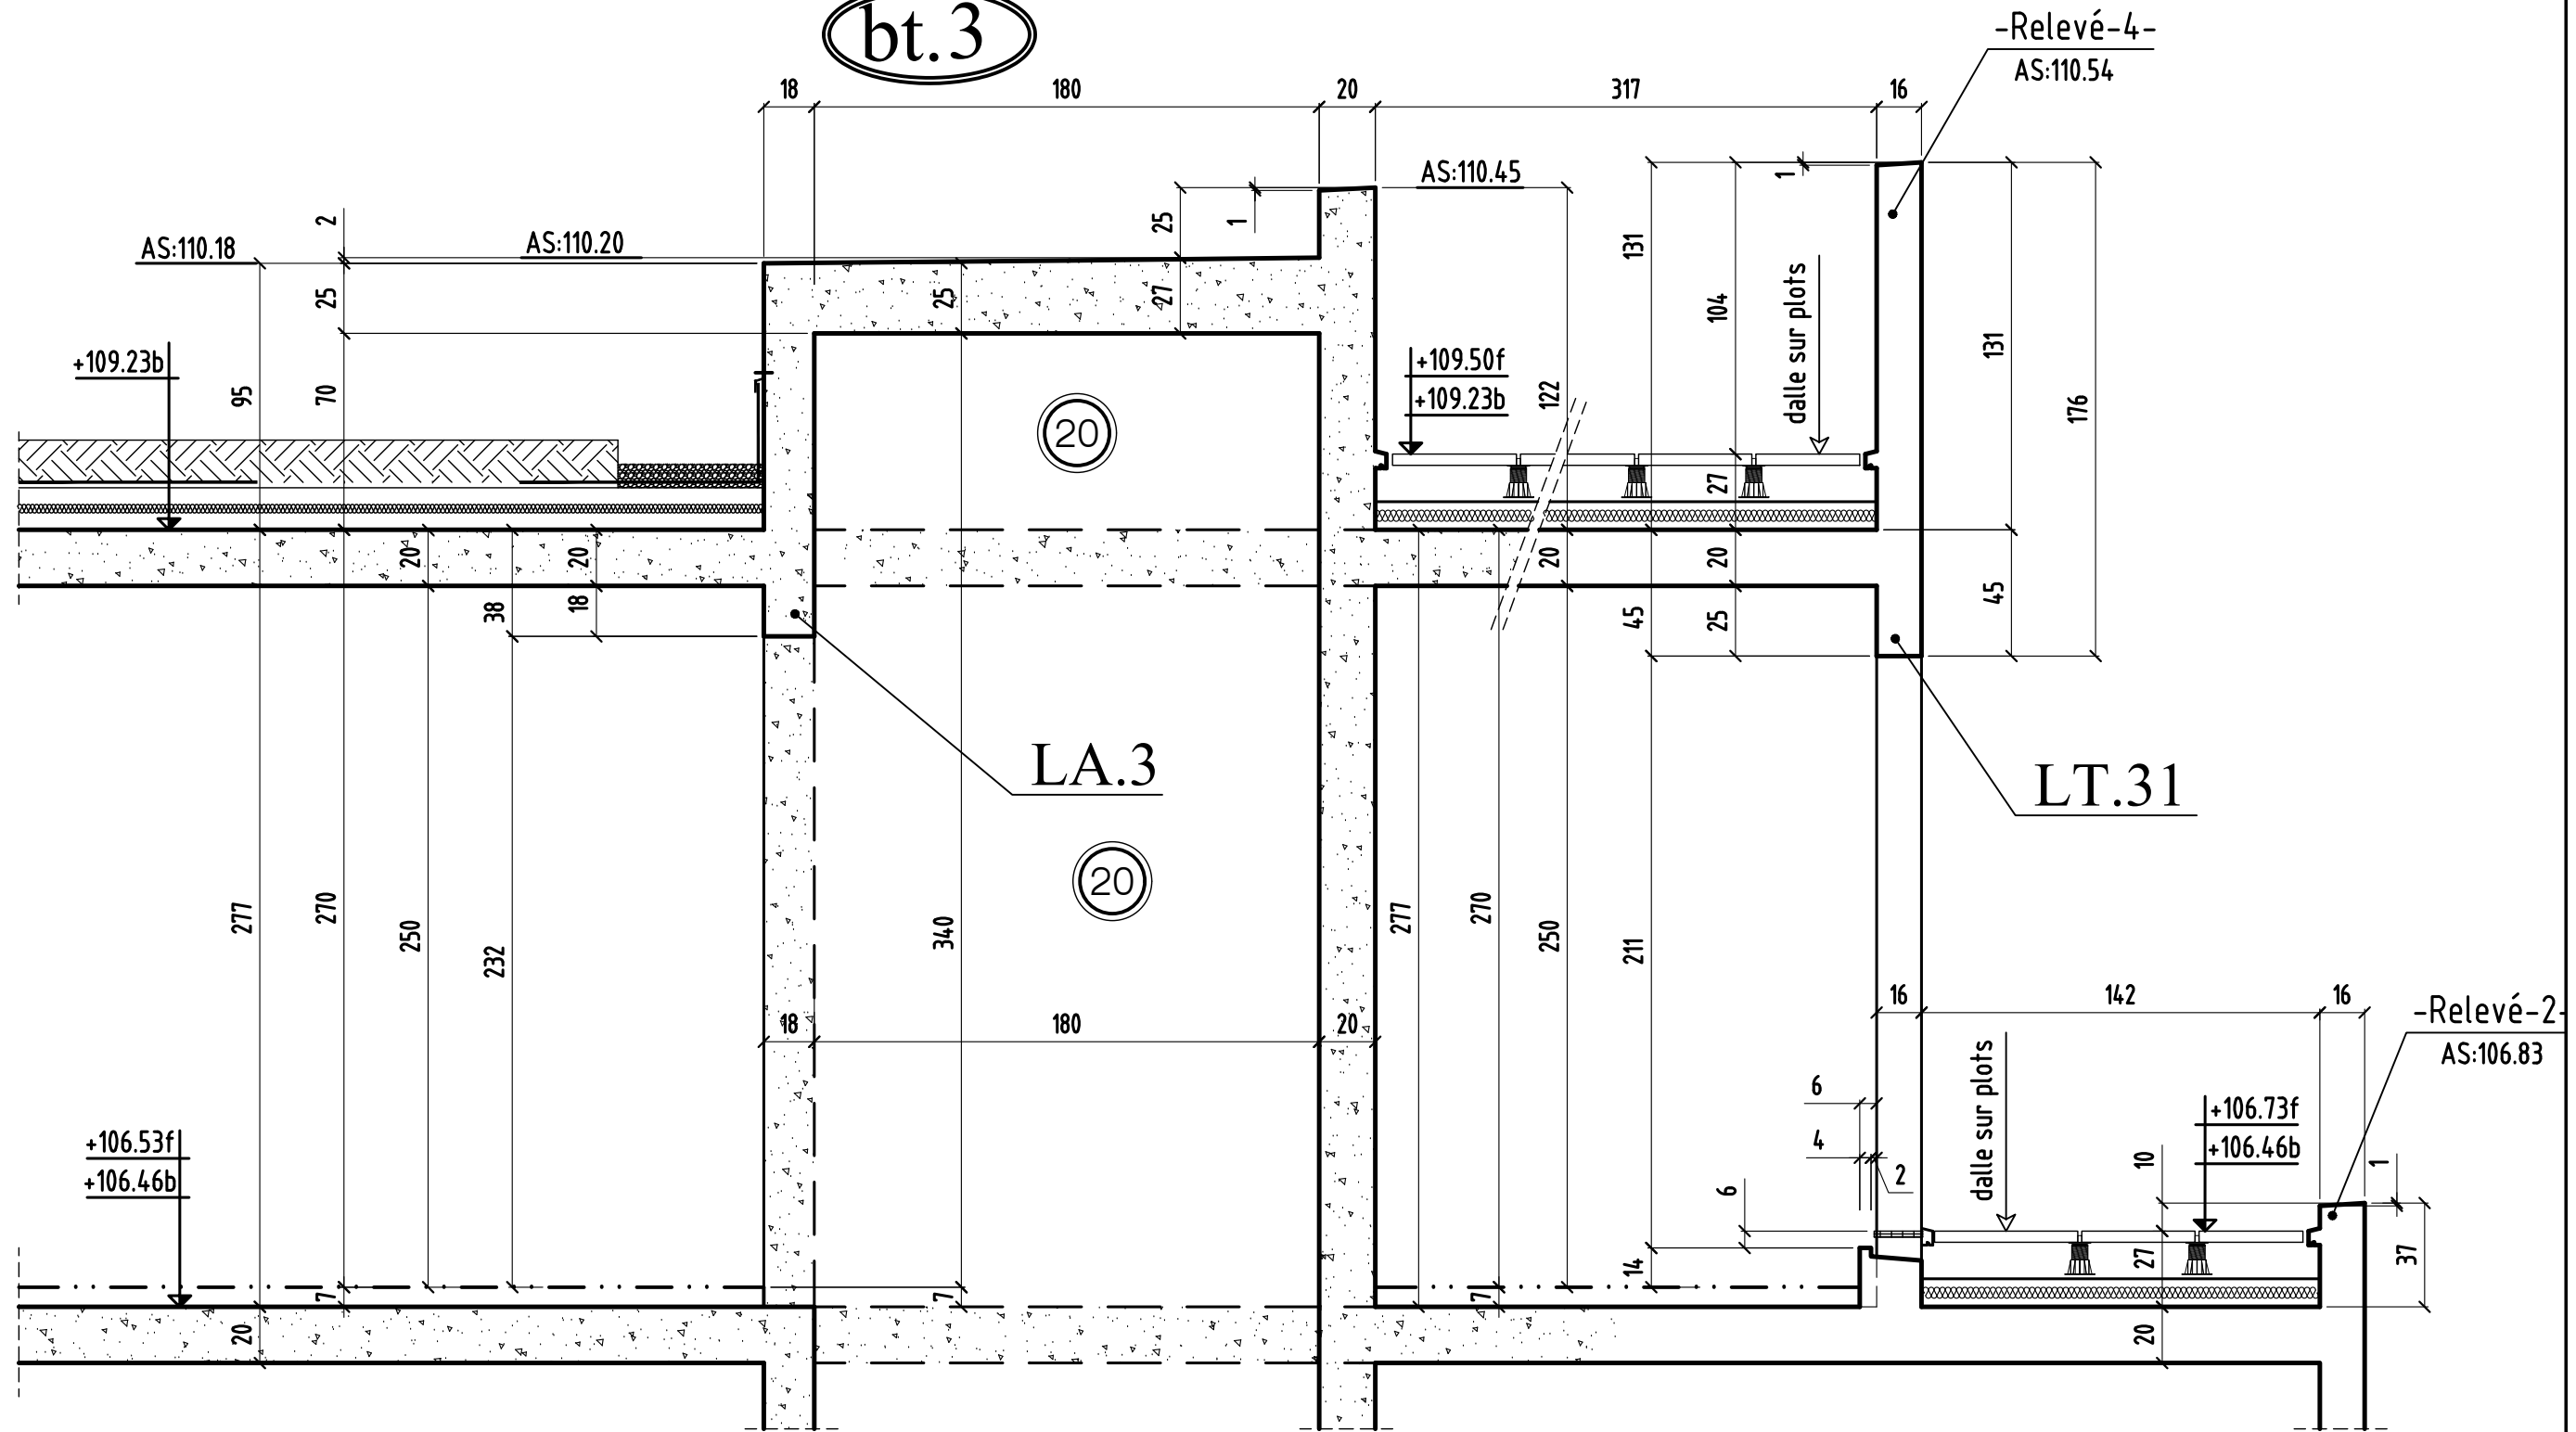 bt.3
-Relevé-4-
AS:110.54
18 180 20 317 16
AS:110.18
2
AS:110.20
25
1
AS:110.45
1
131
104
dalle sur plots
131
176
25
25
27
+109.23b
95
70
20
+109.50f
+109.23b
122
27
20
20
38
18
20
20
45
25
45
LA.3
LT.31
20
277
270
250
232
340
277
270
250
211
18 180 20
16 142 16
-Relevé-2-
AS:106.83
6
4
2
6
14
dalle sur plots
+106.73f
+106.46b
10
1
27
37
+106.53f
+106.46b
7
7
7
20
20